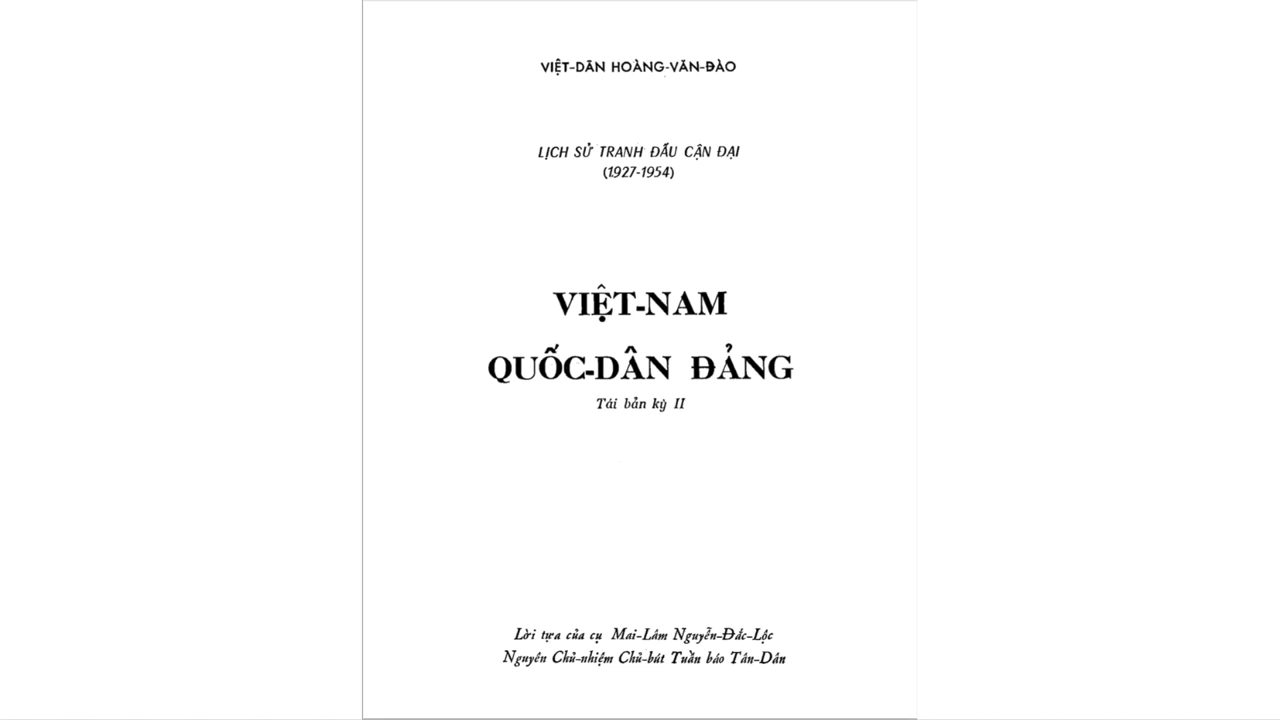 VIỆT-DÂN HOÀNG-VĂN-ĐÀO
LỊCH SỬ TRANH ĐẤU CẬN ĐẠI
(1927-1954)
VIỆT-NAM
QUỐC-DÂN ĐẢNG
Tái bản kỳ II
Lời tựa của cụ Mai-Lâm Nguyễn-Đắc-Lộc
Nguyên Chủ-nhiệm Chủ-bút Tuần báo Tân-Dân